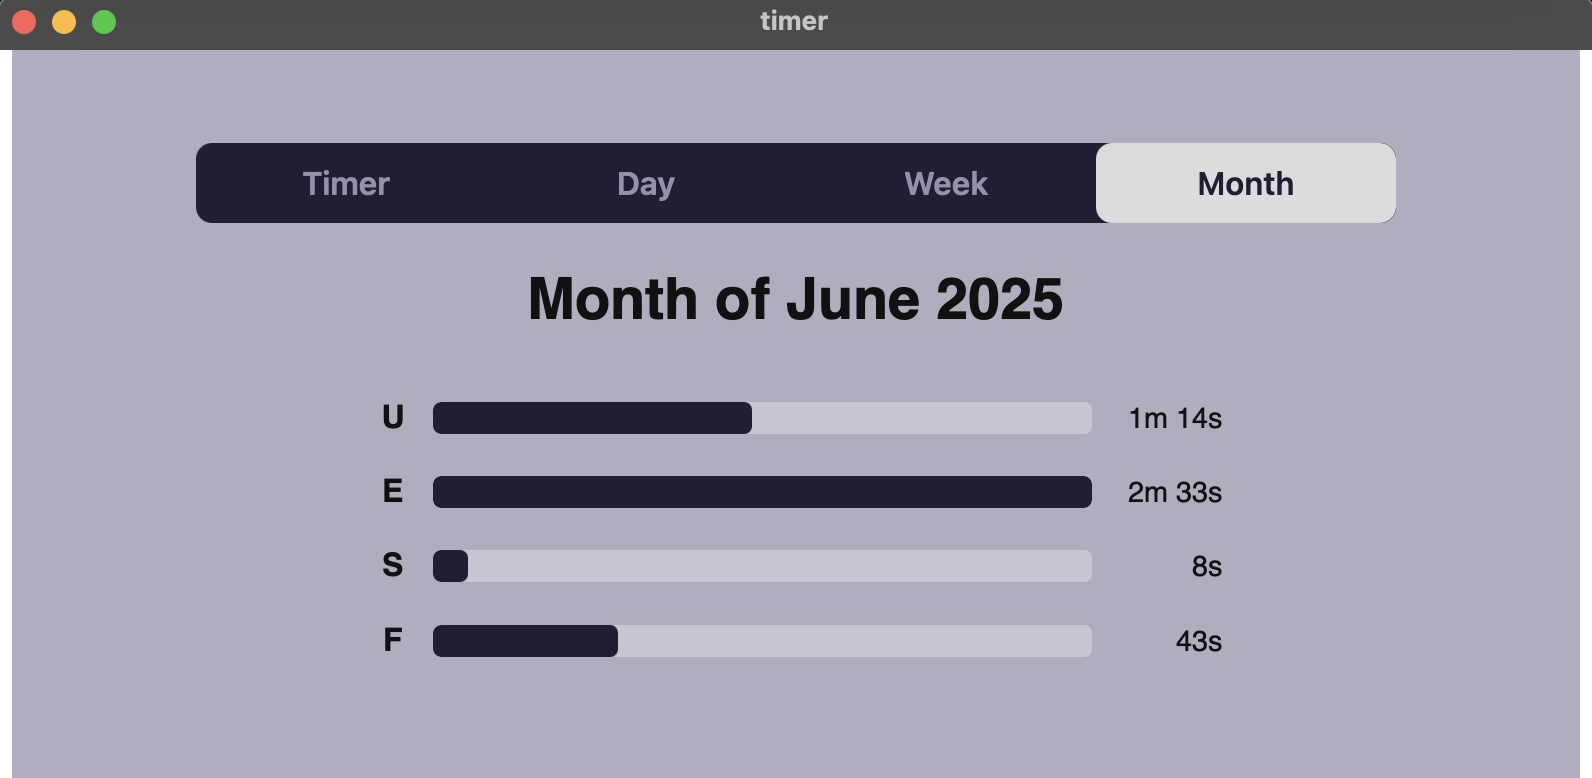 timer
Timer Day Week Month
Month of June 2025
U 1m 14s
E 2m 33s
S 8s
F 43s